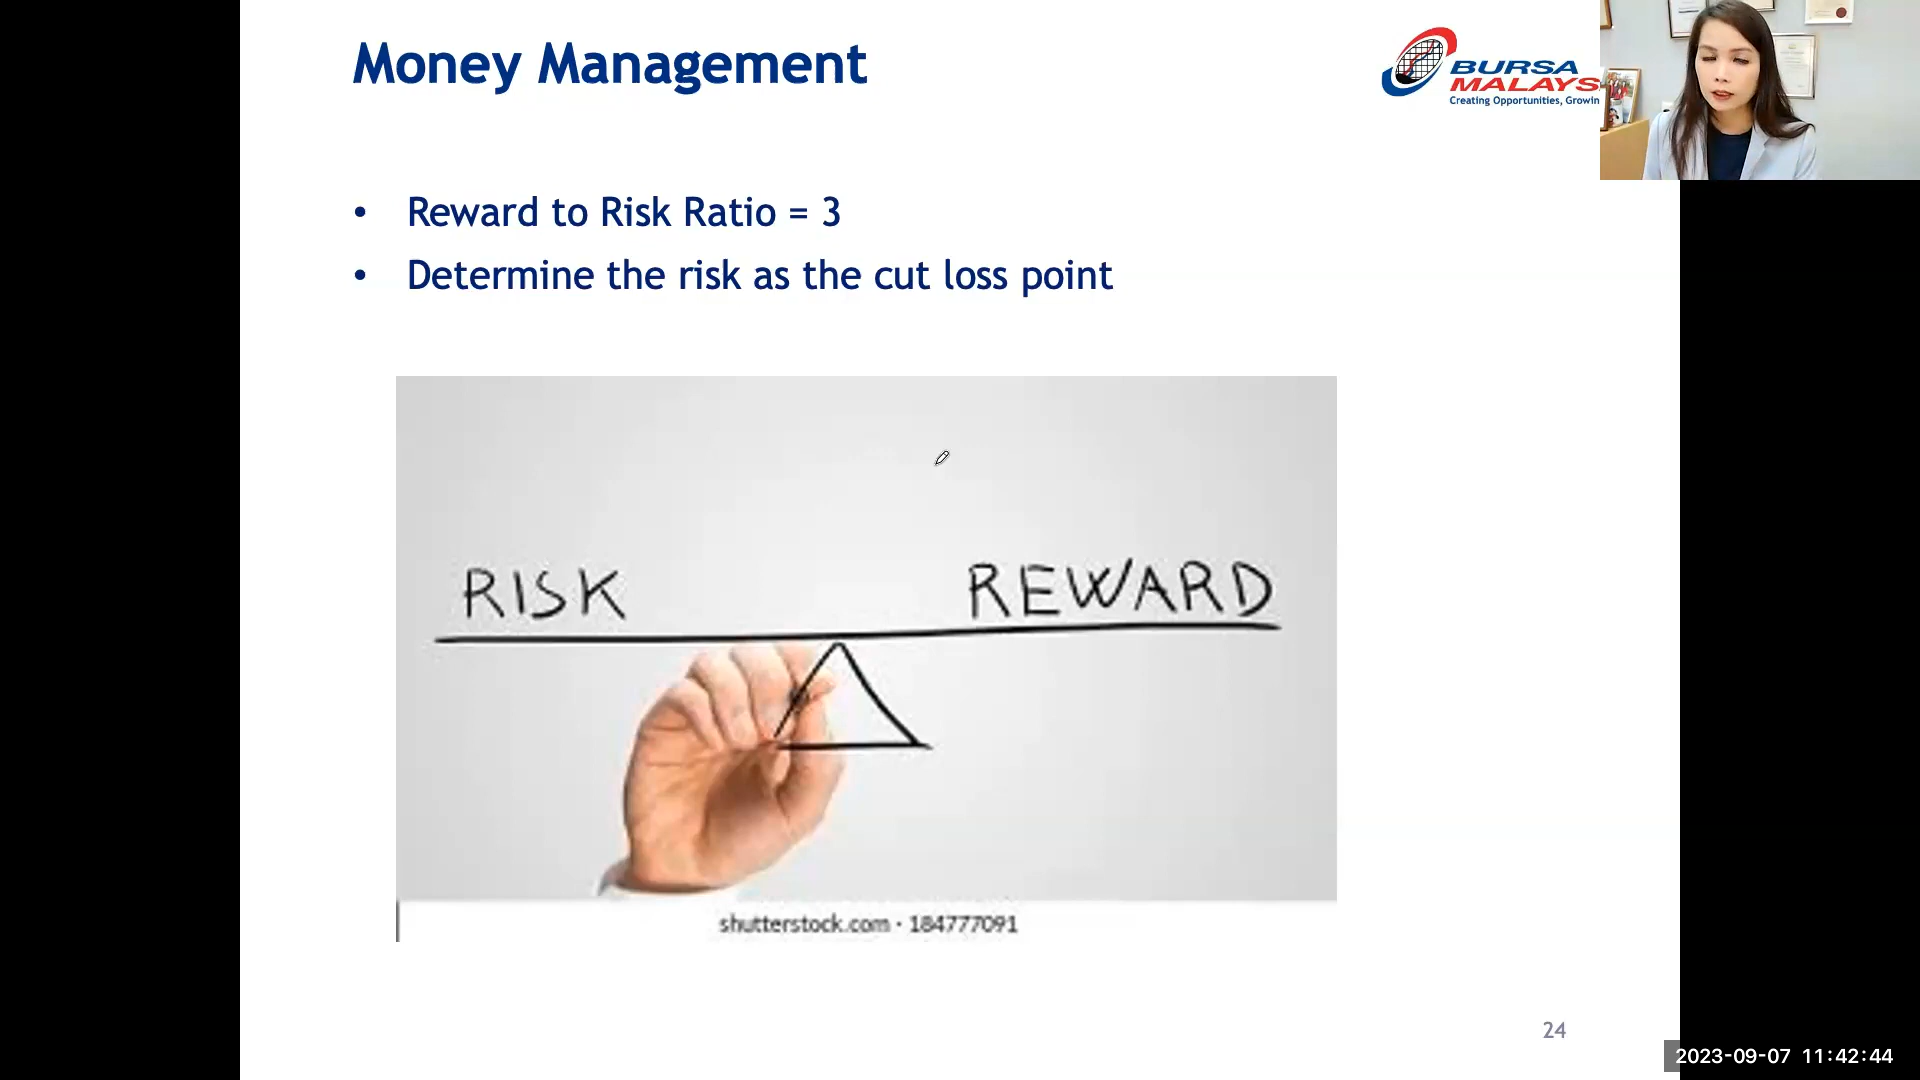 Money Management
BURSA
MALAYS
Creating Opportunities, Growin
• Reward to Risk Ratio = 3
• Determine the risk as the cut loss point
RISK
REWARD
shutterstock.com · 184777091
24
2023-09-07 11:42:44